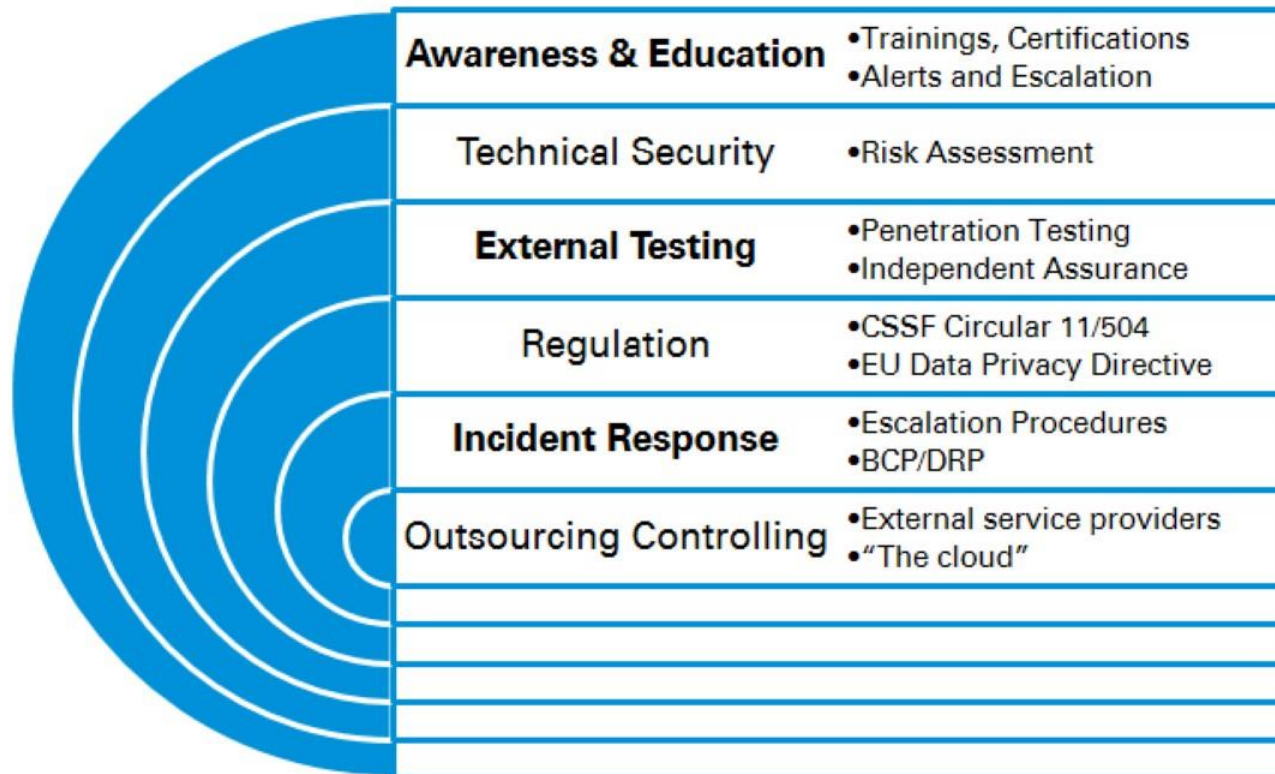 Awareness & Education
•Trainings, Certifications
•Alerts and Escalation
Technical Security
•Risk Assessment
External Testing
•Penetration Testing
•Independent Assurance
Regulation
•CSSF Circular 11/504
•EU Data Privacy Directive
Incident Response
•Escalation Procedures
•BCP/DRP
Outsourcing Controlling
•External service providers
•“The cloud”